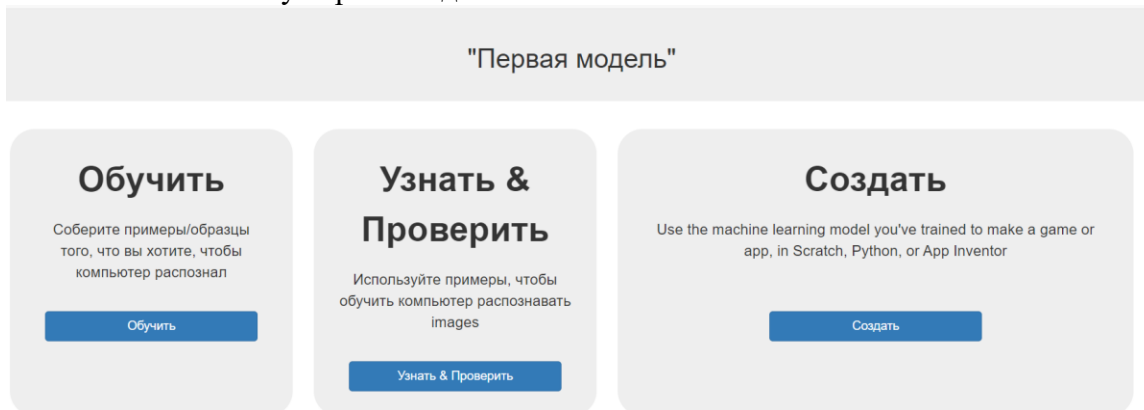 "Первая модель"
Обучить
Соберите примеры/образцы
того, что вы хотите, чтобы
компьютер распознал
Обучить
Узнать &
Проверить
Используйте примеры, чтобы
обучить компьютер распознавать
images
Узнать & Проверить
Создать
Use the machine learning model you've trained to make a game or
app, in Scratch, Python, or App Inventor
Создать